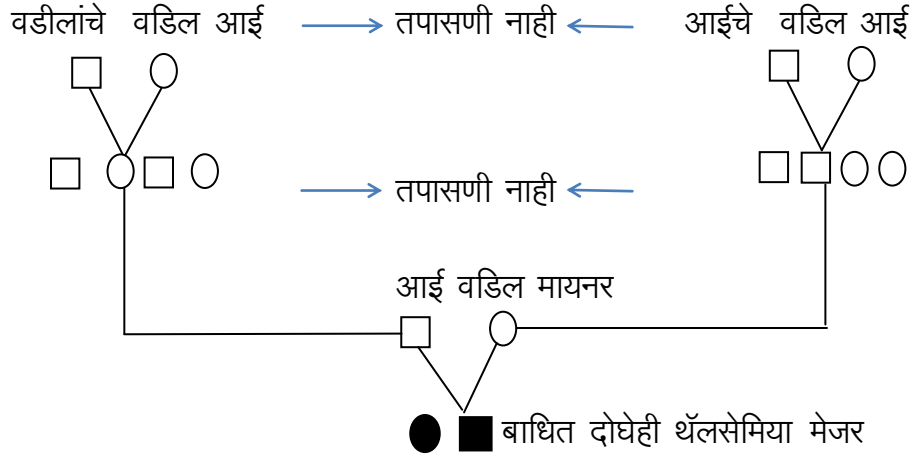 वडीलांचे वडिल आई तपासणी नाही आईचे वडिल आई
तपासणी नाही
आई वडिल मायनर
बाधित दोघेही थॅलसेमिया मेजर